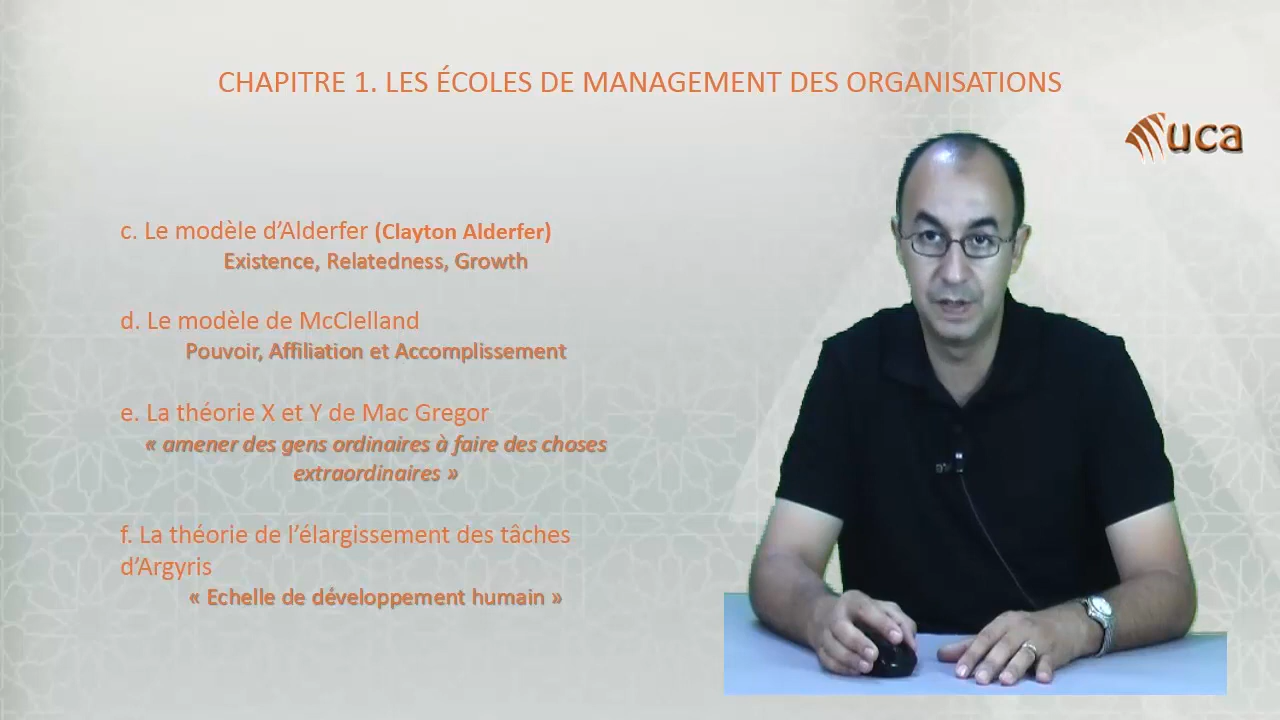 CHAPITRE 1. LES ÉCOLES DE MANAGEMENT DES ORGANISATIONS
uca
c. Le modèle d’Alderfer (Clayton Alderfer)
Existence, Relatedness, Growth
d. Le modèle de McClelland
Pouvoir, Affiliation et Accomplissement
e. La théorie X et Y de Mac Gregor
« amener des gens ordinaires à faire des choses
extraordinaires »
f. La théorie de l’élargissement des tâches
d’Argyris
« Echelle de développement humain »